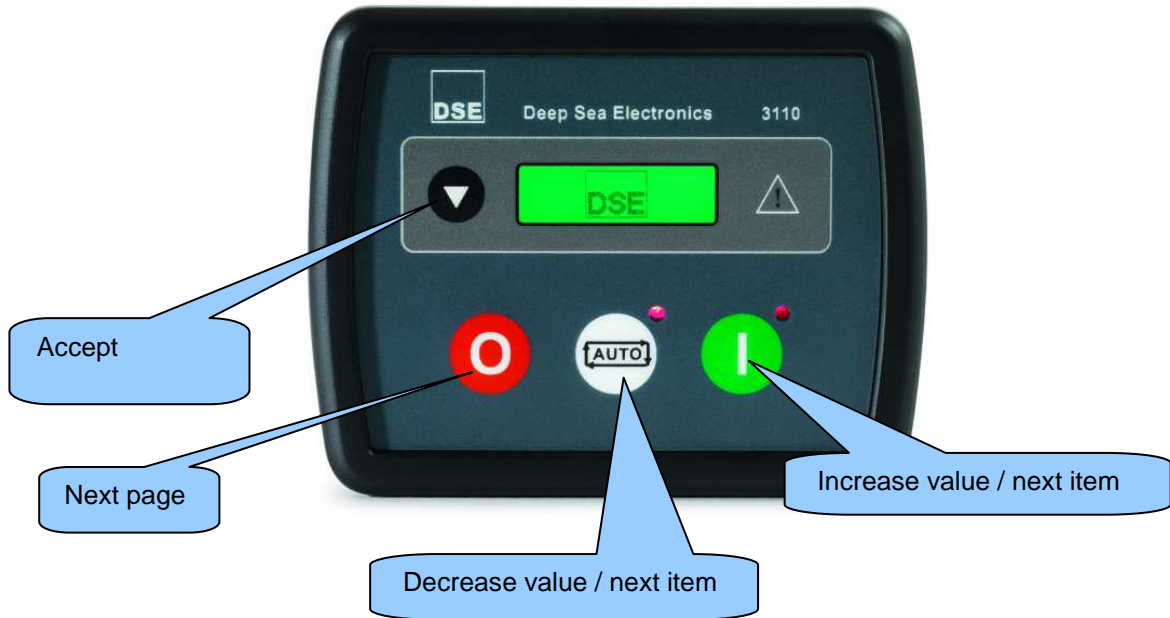 DSE
Deep Sea Electronics 3110
DSE
Accept
O
AUTO
I
Next page
Increase value / next item
Decrease value / next item